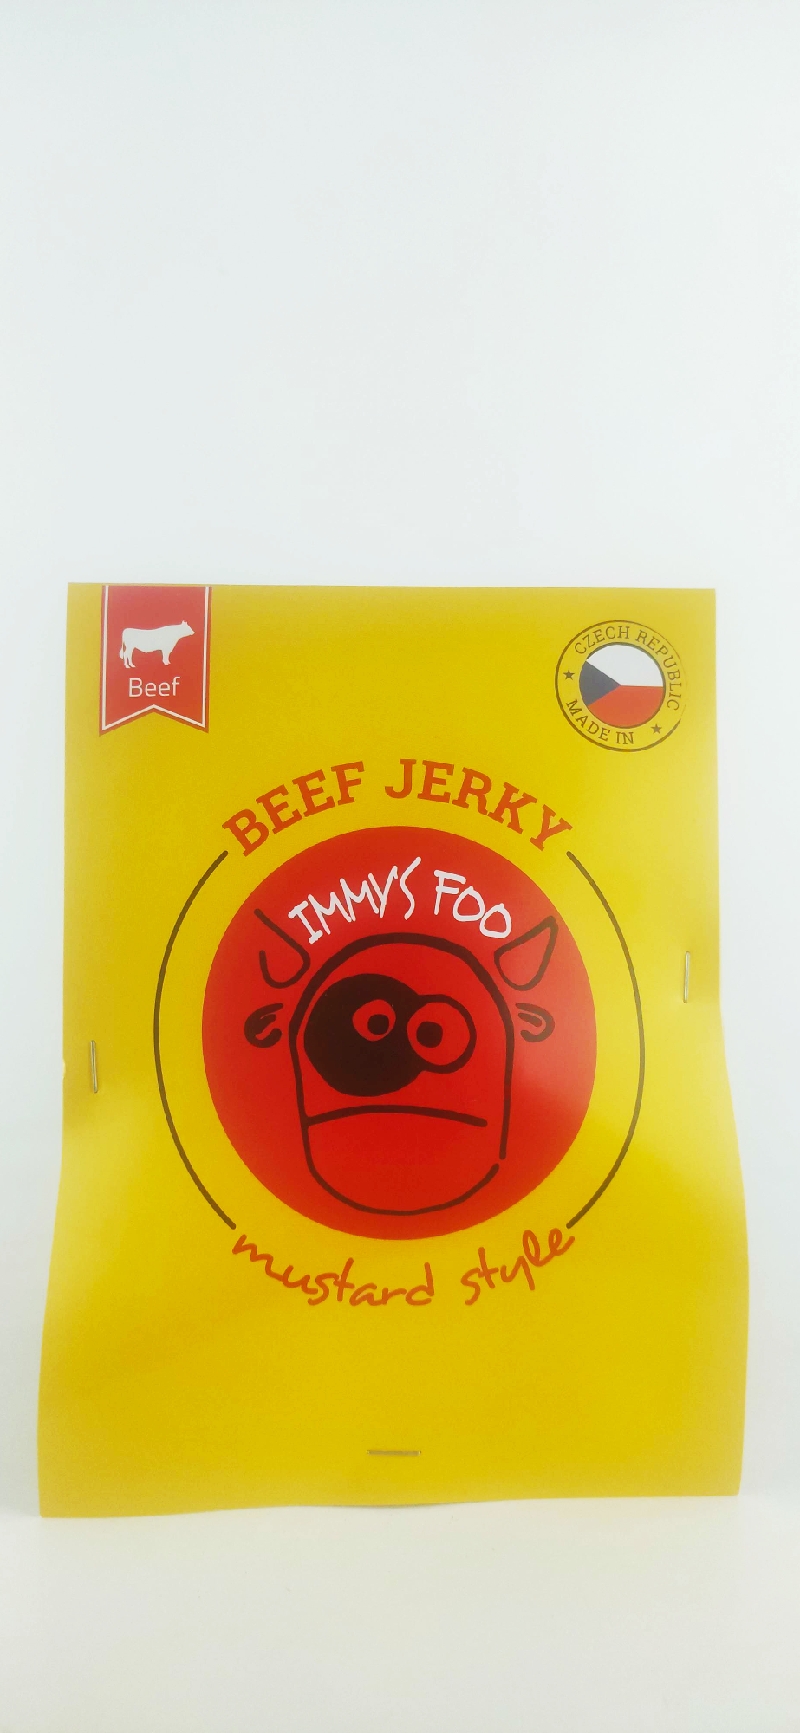 Beef
CZECH REPUBLIC
MADE IN
BEEF JERKY
JIMMY'S FOO
mustard style